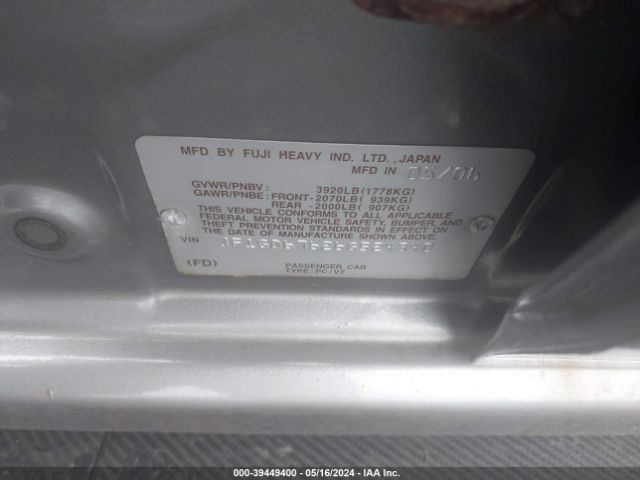 MFD BY FUJI HEAVY IND. LTD.,JAPAN
MFD IN 05/06
GVWR/PNBV: 3920LB(1778KG)
GAWR/PNBE: FRONT-2070LB( 939KG)
REAR -2000LB( 907KG)
THIS VEHICLE CONFORMS TO ALL APPLICABLE
FEDERAL MOTOR VEHICLE SAFETY, BUMPER, AND
THEFT PREVENTION STANDARDS IN EFFECT ON
THE DATE OF MANUFACTURE SHOWN ABOVE.
VIN
(FD) PASSENGER CAR
TYPE:PC/VT
000-39449400 - 05/16/2024 - IAA Inc.